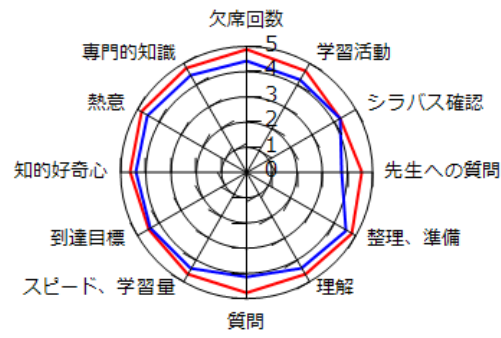 欠席回数
学習活動
シラバス確認
先生への質問
整理、準備
理解
質問
スピード、学習量
到達目標
知的好奇心
熱意
専門的知識
5
4
3
2
1
0